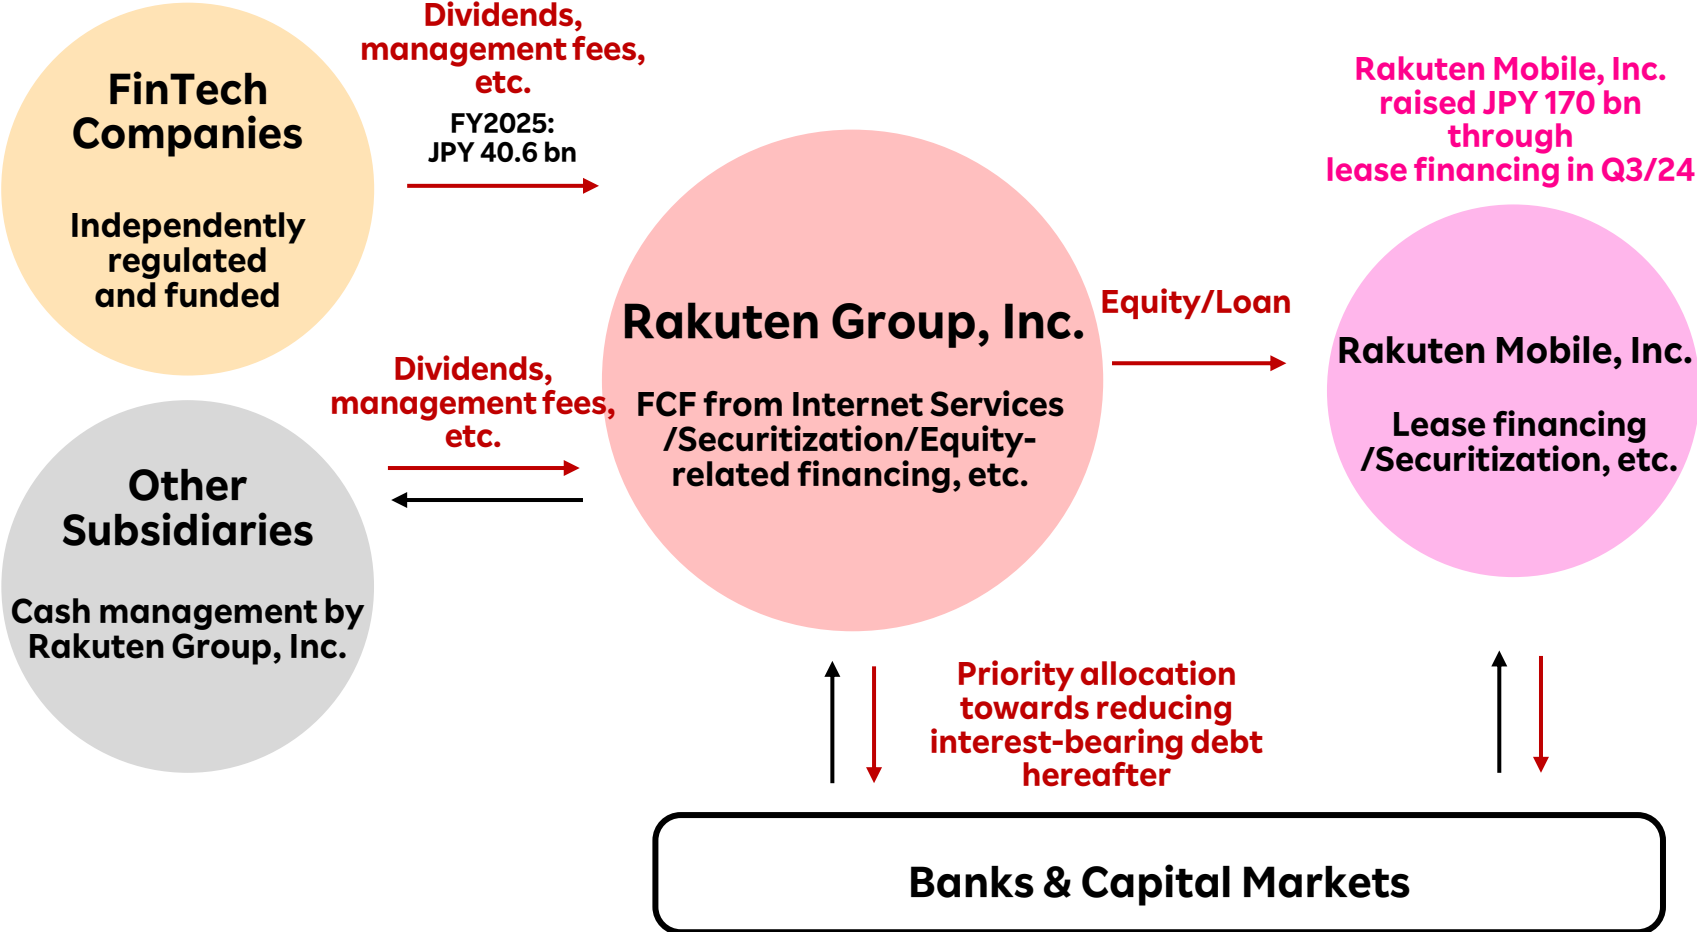 FinTech
Companies
Independently
regulated
and funded
Dividends,
management fees,
etc.
FY2025:
JPY 40.6 bn
Other
Subsidiaries
Cash management by
Rakuten Group, Inc.
Dividends,
management fees,
etc.
Rakuten Group, Inc.
FCF from Internet Services
/Securitization/Equity-
related financing, etc.
Equity/Loan
Rakuten Mobile, Inc.
raised JPY 170 bn
through
lease financing in Q3/24
Rakuten Mobile, Inc.
Lease financing
/Securitization, etc.
Priority allocation
towards reducing
interest-bearing debt
hereafter
Banks & Capital Markets